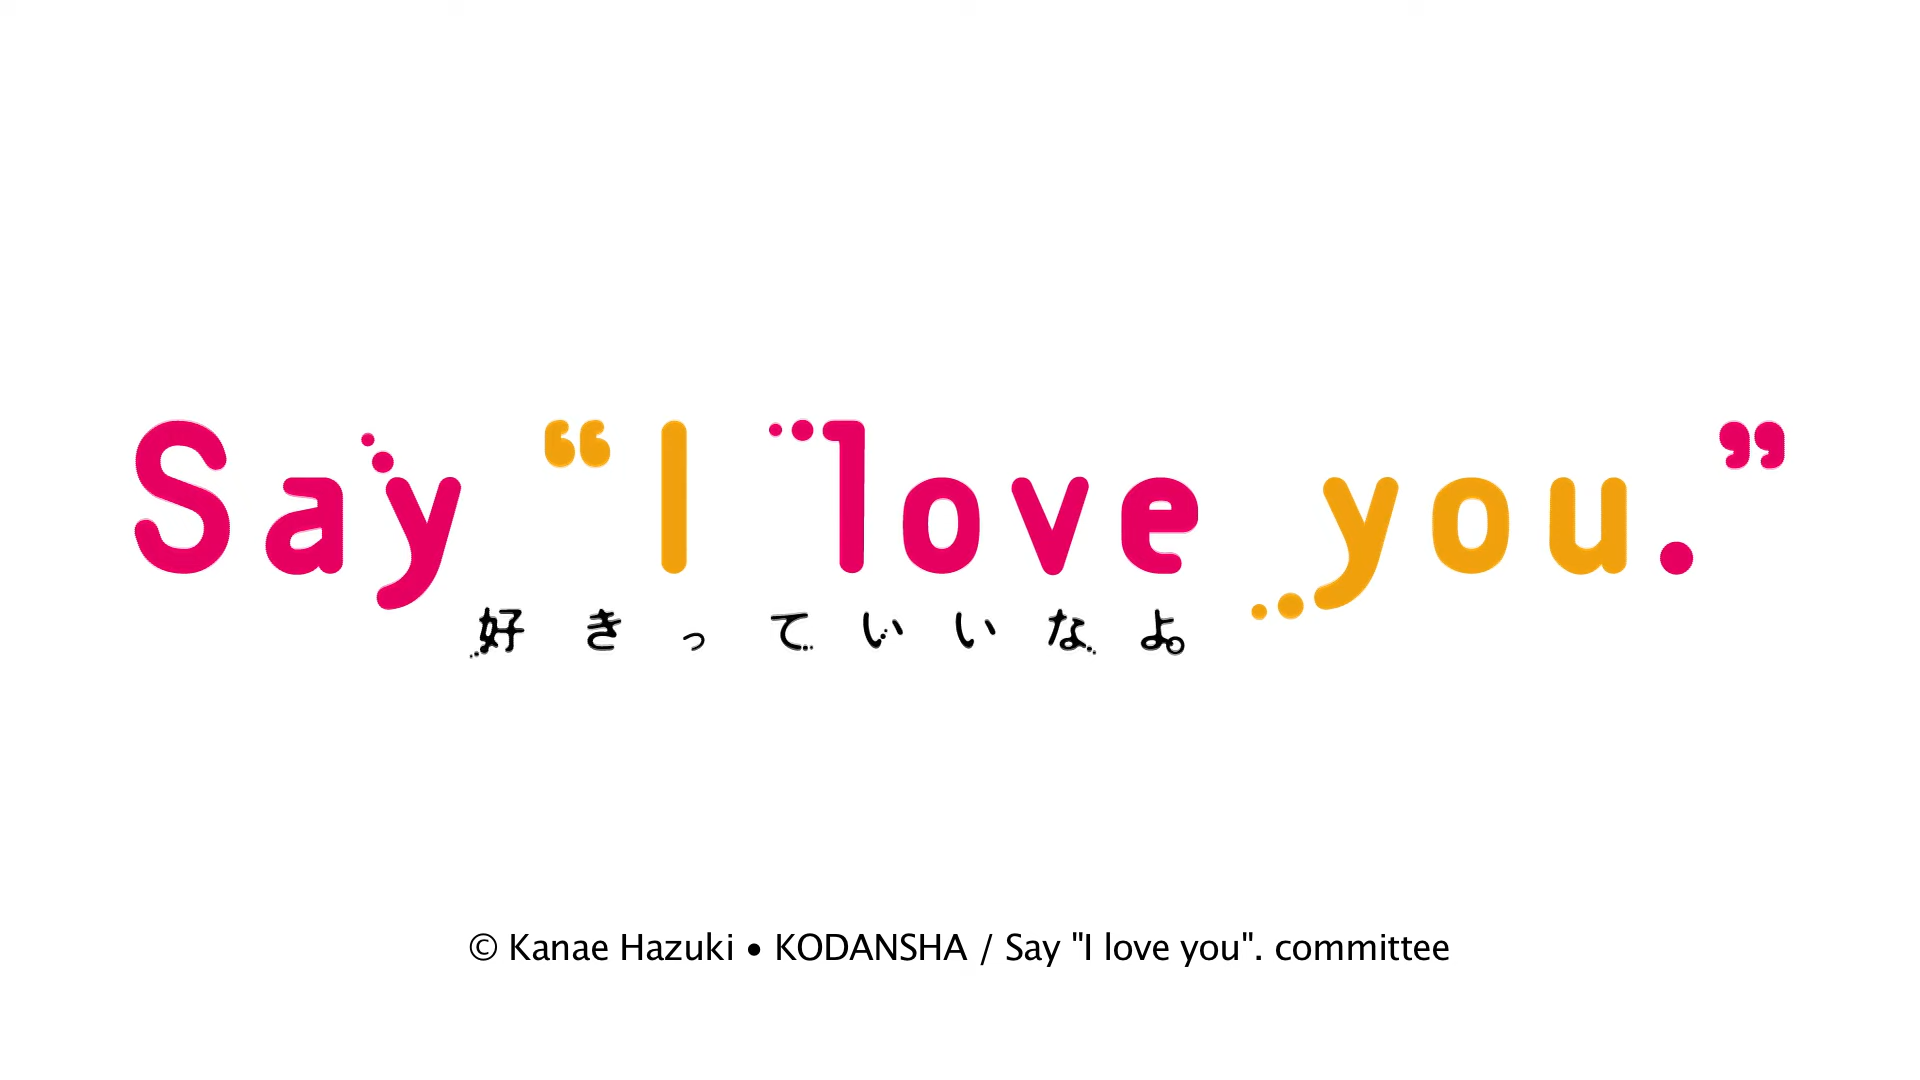 Say “I love you.”
好きっていいなよ。
© Kanae Hazuki • KODANSHA / Say "I love you". committee